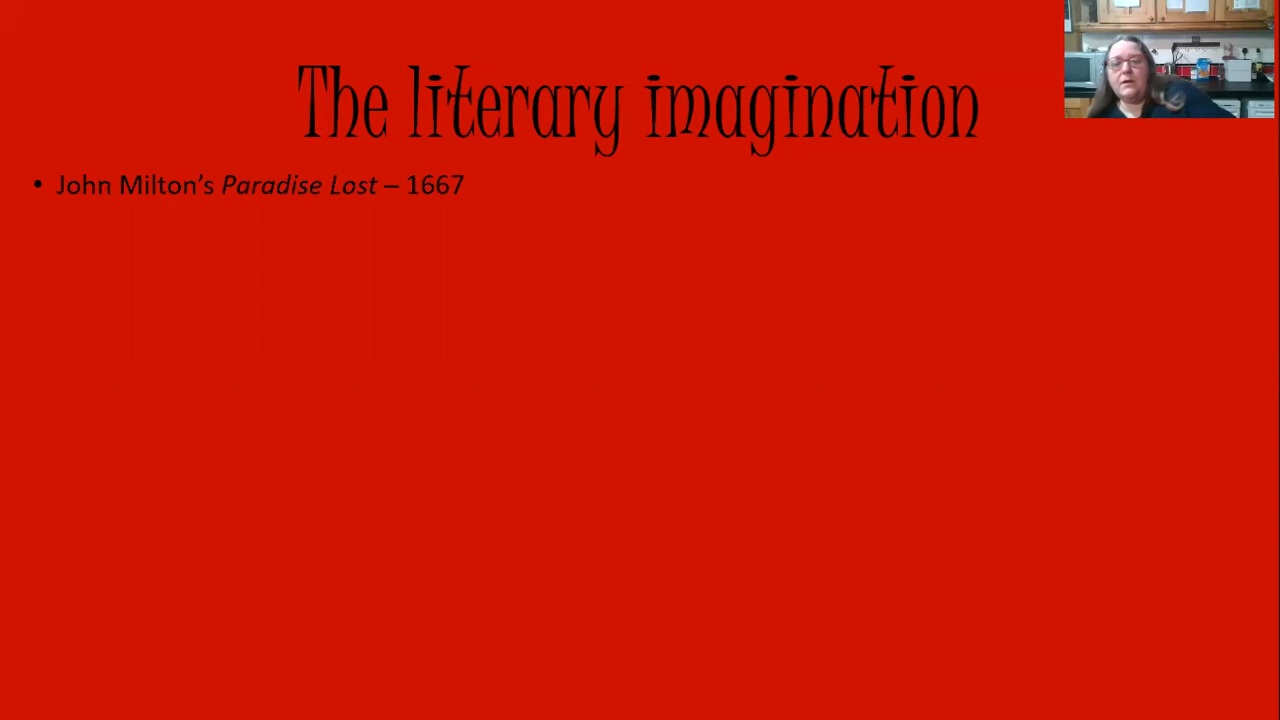 The literary imagination
• John Milton’s Paradise Lost – 1667